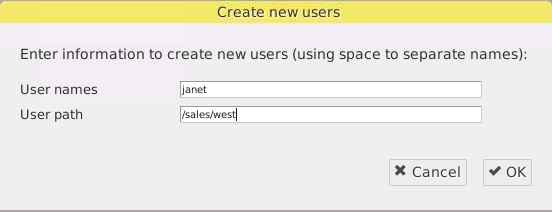 Create new users
Enter information to create new users (using space to separate names):
User names janet
User path /sales/west
Cancel OK